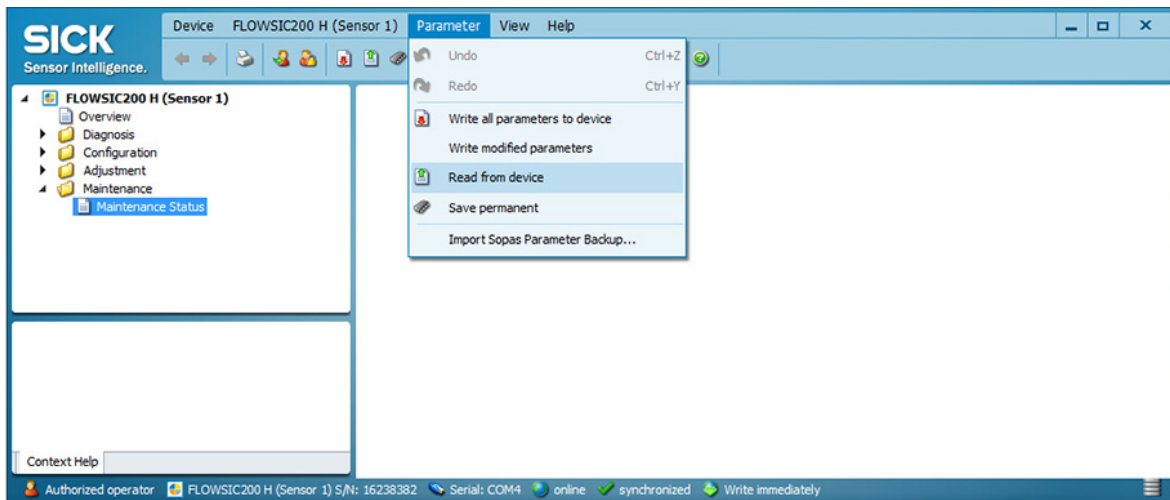 SICK
Sensor Intelligence.
Device FLOWSIC200 H (Sensor 1) Parameter View Help
Undo Ctrl+Z
Redo Ctrl+Y
Write all parameters to device
Write modified parameters
Read from device
Save permanent
Import Sopas Parameter Backup...
FLOWSIC200 H (Sensor 1)
Overview
Diagnosis
Configuration
Adjustment
Maintenance
Maintenance Status
Context Help
Authorized operator FLOWSIC200 H (Sensor 1) S/N: 16238382 Serial: COM4 online synchronized Write immediately